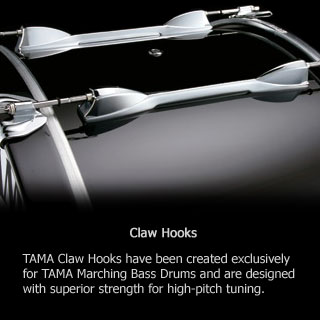 Claw Hooks
TAMA Claw Hooks have been created exclusively
for TAMA Marching Bass Drums and are designed
with superior strength for high-pitch tuning.